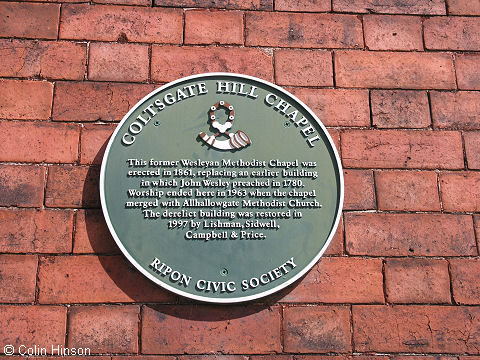 COLTSGATE HILL CHAPEL
This former Wesleyan Methodist Chapel was
erected in 1861, replacing an earlier building
in which John Wesley preached in 1780.
Worship ended here in 1963 when the chapel
merged with Allhallowgate Methodist Church.
The derelict building was restored in
1997 by Lishman, Sidwell,
Campbell & Price.
RIPON CIVIC SOCIETY
© Colin Hinson